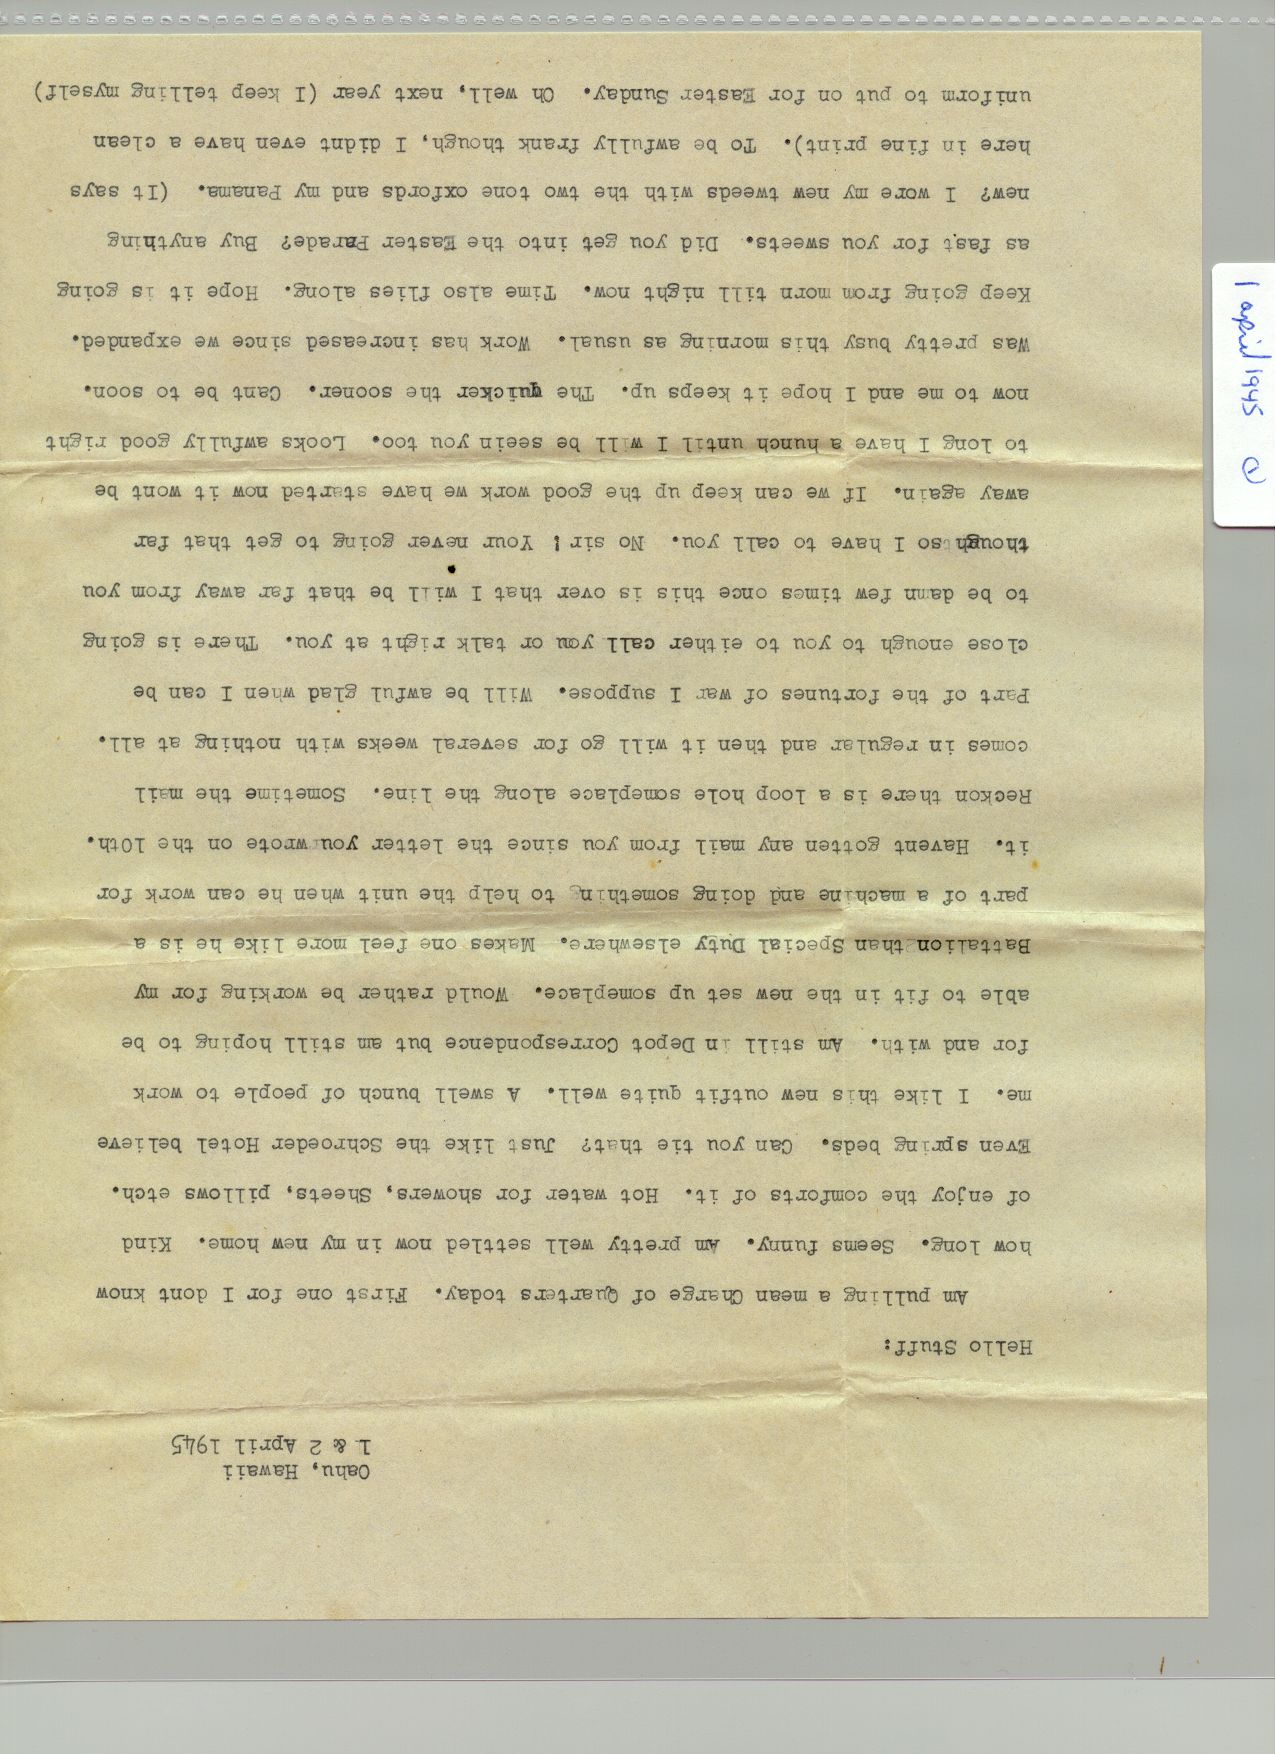 Oahu, Hawaii
1 & 2 April 1945
Hello Stuff:
Am pulling a mean Charge of Quarters today. First one for I dont know
how long. Seems funny. Am pretty well settled now in my new home. Kind
of enjoy the comforts of it. Hot water for showers, Sheets, pillows etch.
Even spring beds. Can you tie that? Just like the Schroeder Hotel believe
me. I like this new outfit quite well. A swell bunch of people to work
for and with. Am still in Depot Correspondence but am still hoping to be
able to fit in the new set up someplace. Would rather be working for my
Battalion than Special Duty elsewhere. Makes one feel more like he is a
part of a machine and doing something to help the unit when he can work for
it. Havent gotten any mail from you since the letter you wrote on the 10th.
Reckon there is a loop hole someplace along the line. Sometime the mail
comes in regular and then it will go for several weeks with nothing at all.
Part of the fortunes of war I suppose. Will be awful glad when I can be
close enough to you to either call you or talk right at you. There is going
to be damn few times once this is over that I will be that far away from you
though so I have to call you. No sir! Your never going to get that far
away again. If we can keep up the good work we have started now it wont be
to long I have a hunch until I will be seein you too. Looks awfully good right
now to me and I hope it keeps up. The quicker the sooner. Cant be to soon.
Was pretty busy this morning as usual. Work has increased since we expanded.
Keep going from morn till night now. Time also flies along. Hope it is going
as fast for you sweets. Did you get into the Easter Parade? Buy anything
new? I wore my new tweeds with the two tone oxfords and my Panama. (It says
here in fine print). To be awfully frank though, I didnt even have a clean
uniform to put on for Easter Sunday. Oh well, next year (I keep telling myself)
1 april 1945 ①